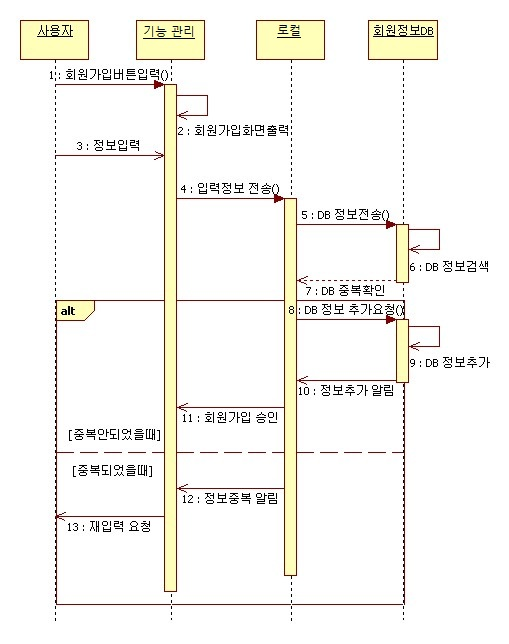 사용자
기능 관리
로컬
회원정보DB
1 : 회원가입버튼입력()
2 : 회원가입화면출력
3 : 정보입력
4 : 입력정보 전송()
5 : DB 정보전송()
6 : DB 정보검색
7 : DB 중복확인
alt
8 : DB 정보 추가요청()
9 : DB 정보추가
10 : 정보추가 알림
11 : 회원가입 승인
[중복안되었을때]
[중복되었을때]
12 : 정보중복 알림
13 : 재입력 요청